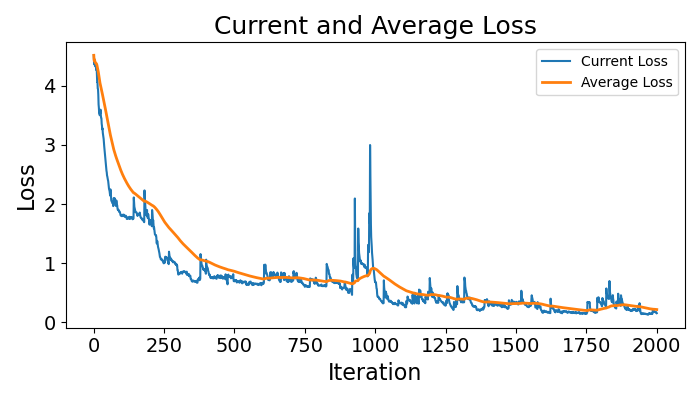 Current and Average Loss
Current Loss
Average Loss
Loss
4
3
2
1
0
0 250 500 750 1000 1250 1500 1750 2000
Iteration